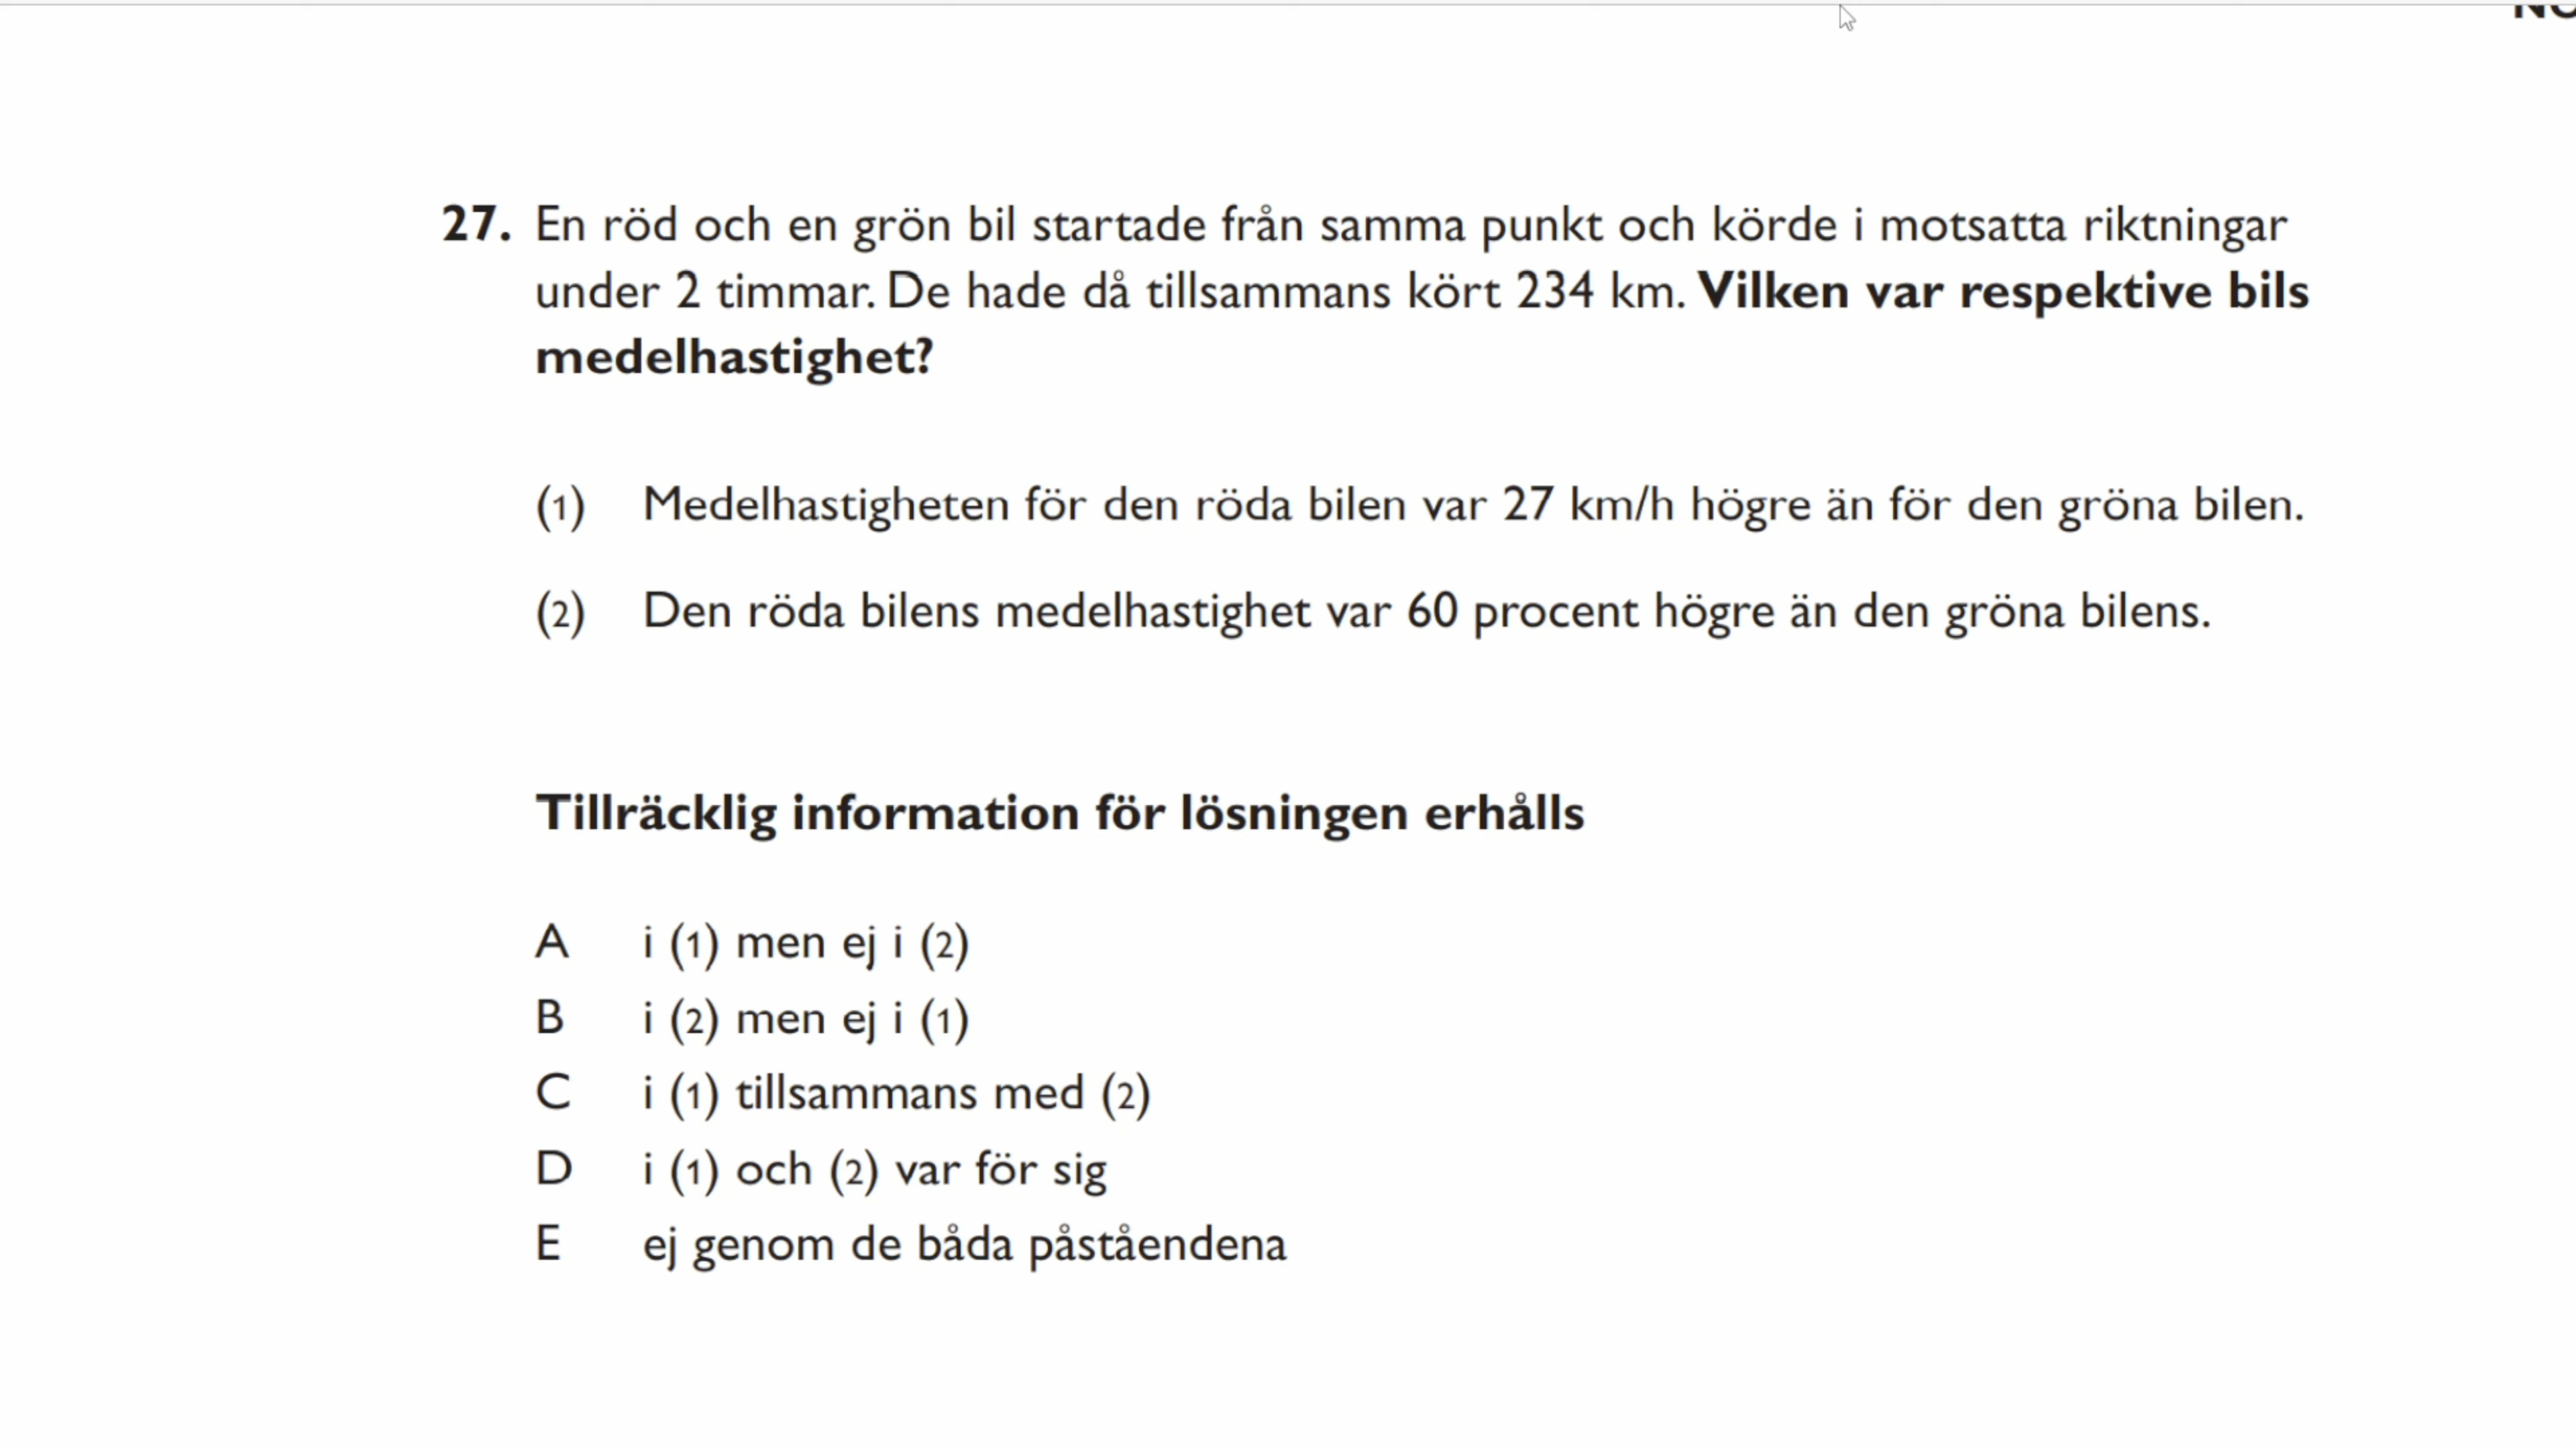 27. En röd och en grön bil startade från samma punkt och körde i motsatta riktningar
under 2 timmar. De hade då tillsammans kört 234 km. Vilken var respektive bils
medelhastighet?
(1) Medelhastigheten för den röda bilen var 27 km/h högre än för den gröna bilen.
(2) Den röda bilens medelhastighet var 60 procent högre än den gröna bilens.
Tillräcklig information för lösningen erhålls
A i (1) men ej i (2)
B i (2) men ej i (1)
C i (1) tillsammans med (2)
D i (1) och (2) var för sig
E ej genom de båda påståendena